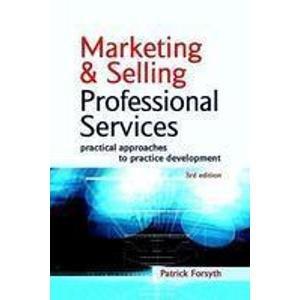 Marketing
& Selling
Professional
Services
practical approaches
to practice development
3rd edition
Patrick Forsyth